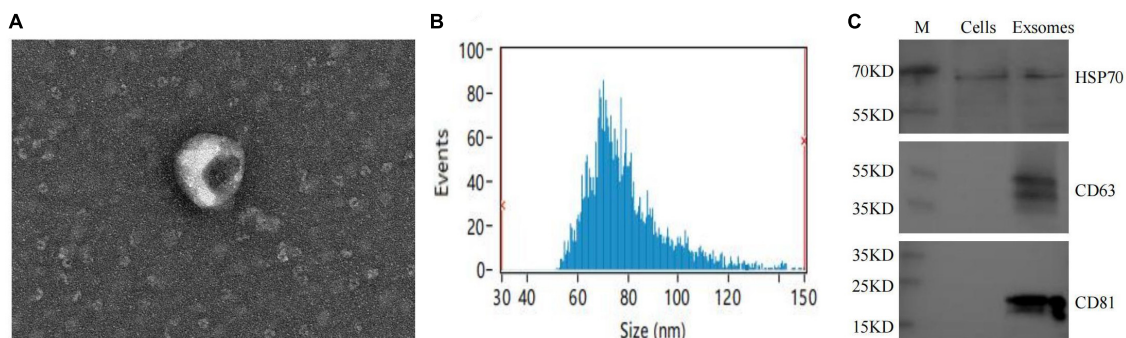 A
B
100
80
60
40
20
0
Events
30 40 60 80 100 120 150
Size (nm)
C
M Cells Exsomes
70KD
55KD
HSP70
55KD
35KD
CD63
35KD
25KD
15KD
CD81